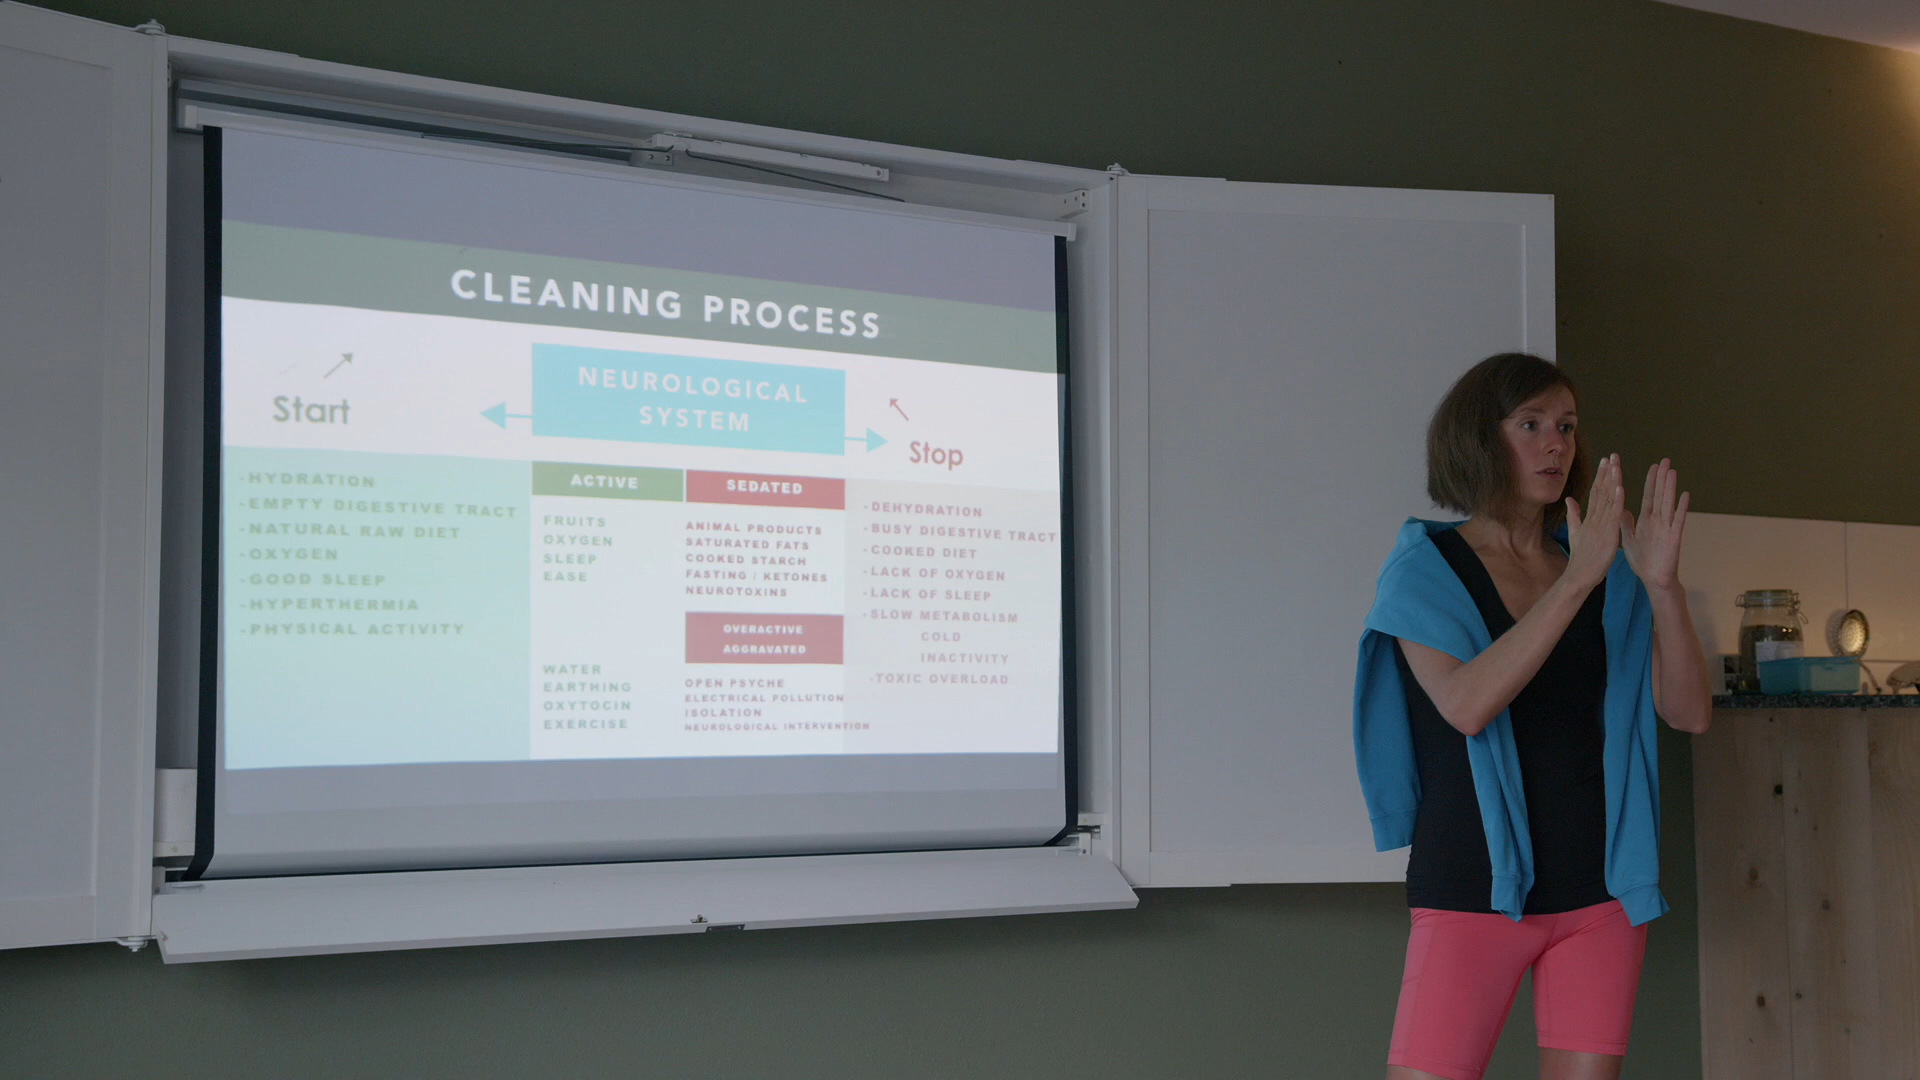 CLEANING PROCESS
NEUROLOGICAL
SYSTEM
Start
Stop
-HYDRATION
-EMPTY DIGESTIVE TRACT
-NATURAL RAW DIET
-OXYGEN
-GOOD SLEEP
-HYPERTHERMIA
-PHYSICAL ACTIVITY
ACTIVE
FRUITS
OXYGEN
SLEEP
EASE
WATER
EARTHING
OXYTOCIN
EXERCISE
SEDATED
ANIMAL PRODUCTS
SATURATED FATS
COOKED STARCH
FASTING / KETONES
NEUROTOXINS
OVERACTIVE
AGGRAVATED
OPEN PSYCHE
ELECTRICAL POLLUTION
ISOLATION
NEUROLOGICAL INTERVENTION
-DEHYDRATION
-BUSY DIGESTIVE TRACT
-COOKED DIET
-LACK OF OXYGEN
-LACK OF SLEEP
-SLOW METABOLISM
COLD
INACTIVITY
-TOXIC OVERLOAD